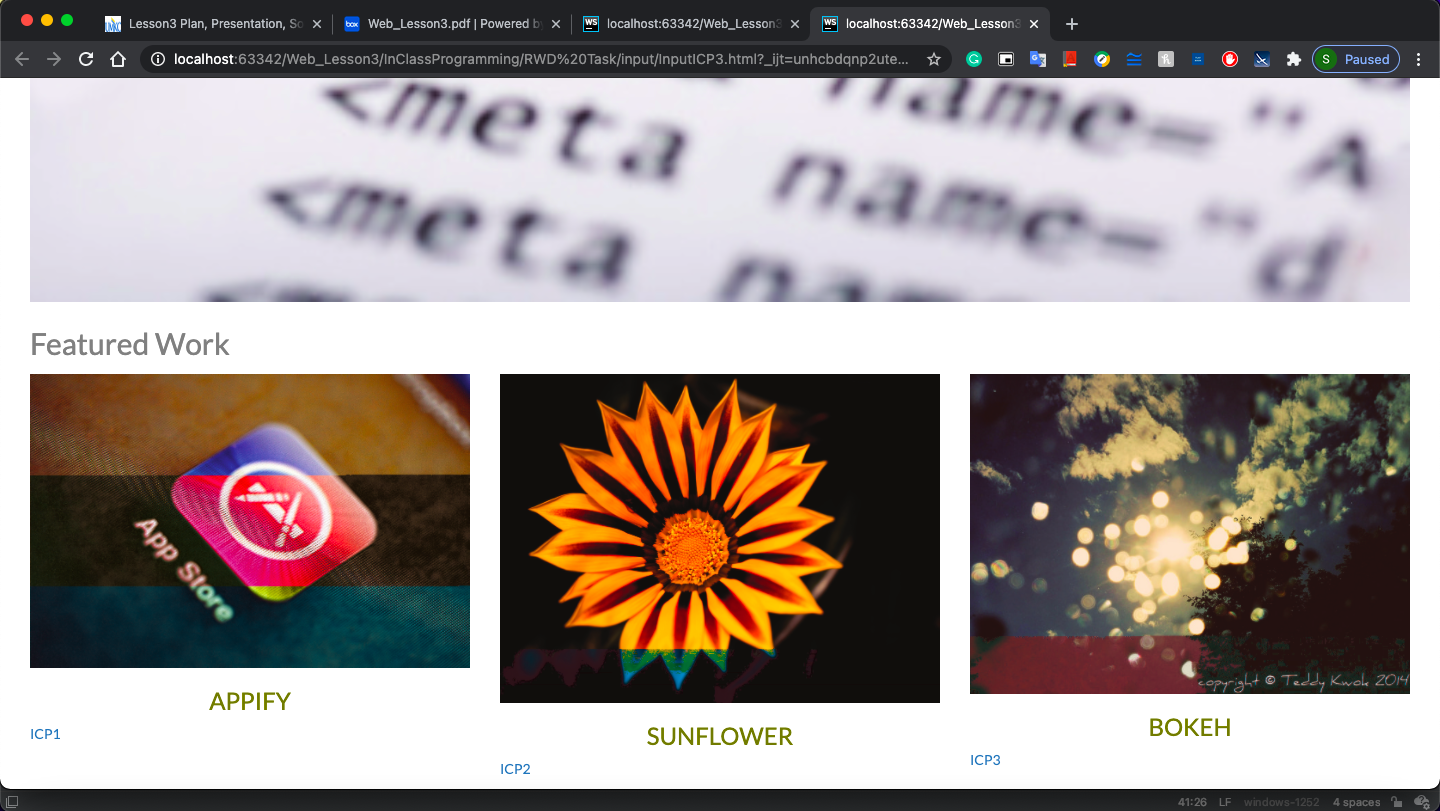 Lesson3 Plan, Presentation, So
Web_Lesson3.pdf | Powered by
localhost:63342/Web_Lesson3
localhost:63342/Web_Lesson3
localhost:63342/Web_Lesson3/InClassProgramming/RWD%20Task/input/InputICP3.html?_ijt=unhcbdqnp2ute...
S Paused
<meta name="A
<meta name="d
Featured Work
App Store
copyright © Teddy Kwok 2014
APPIFY
ICP1
SUNFLOWER
ICP2
BOKEH
ICP3
41:26 LF windows-1252 4 spaces